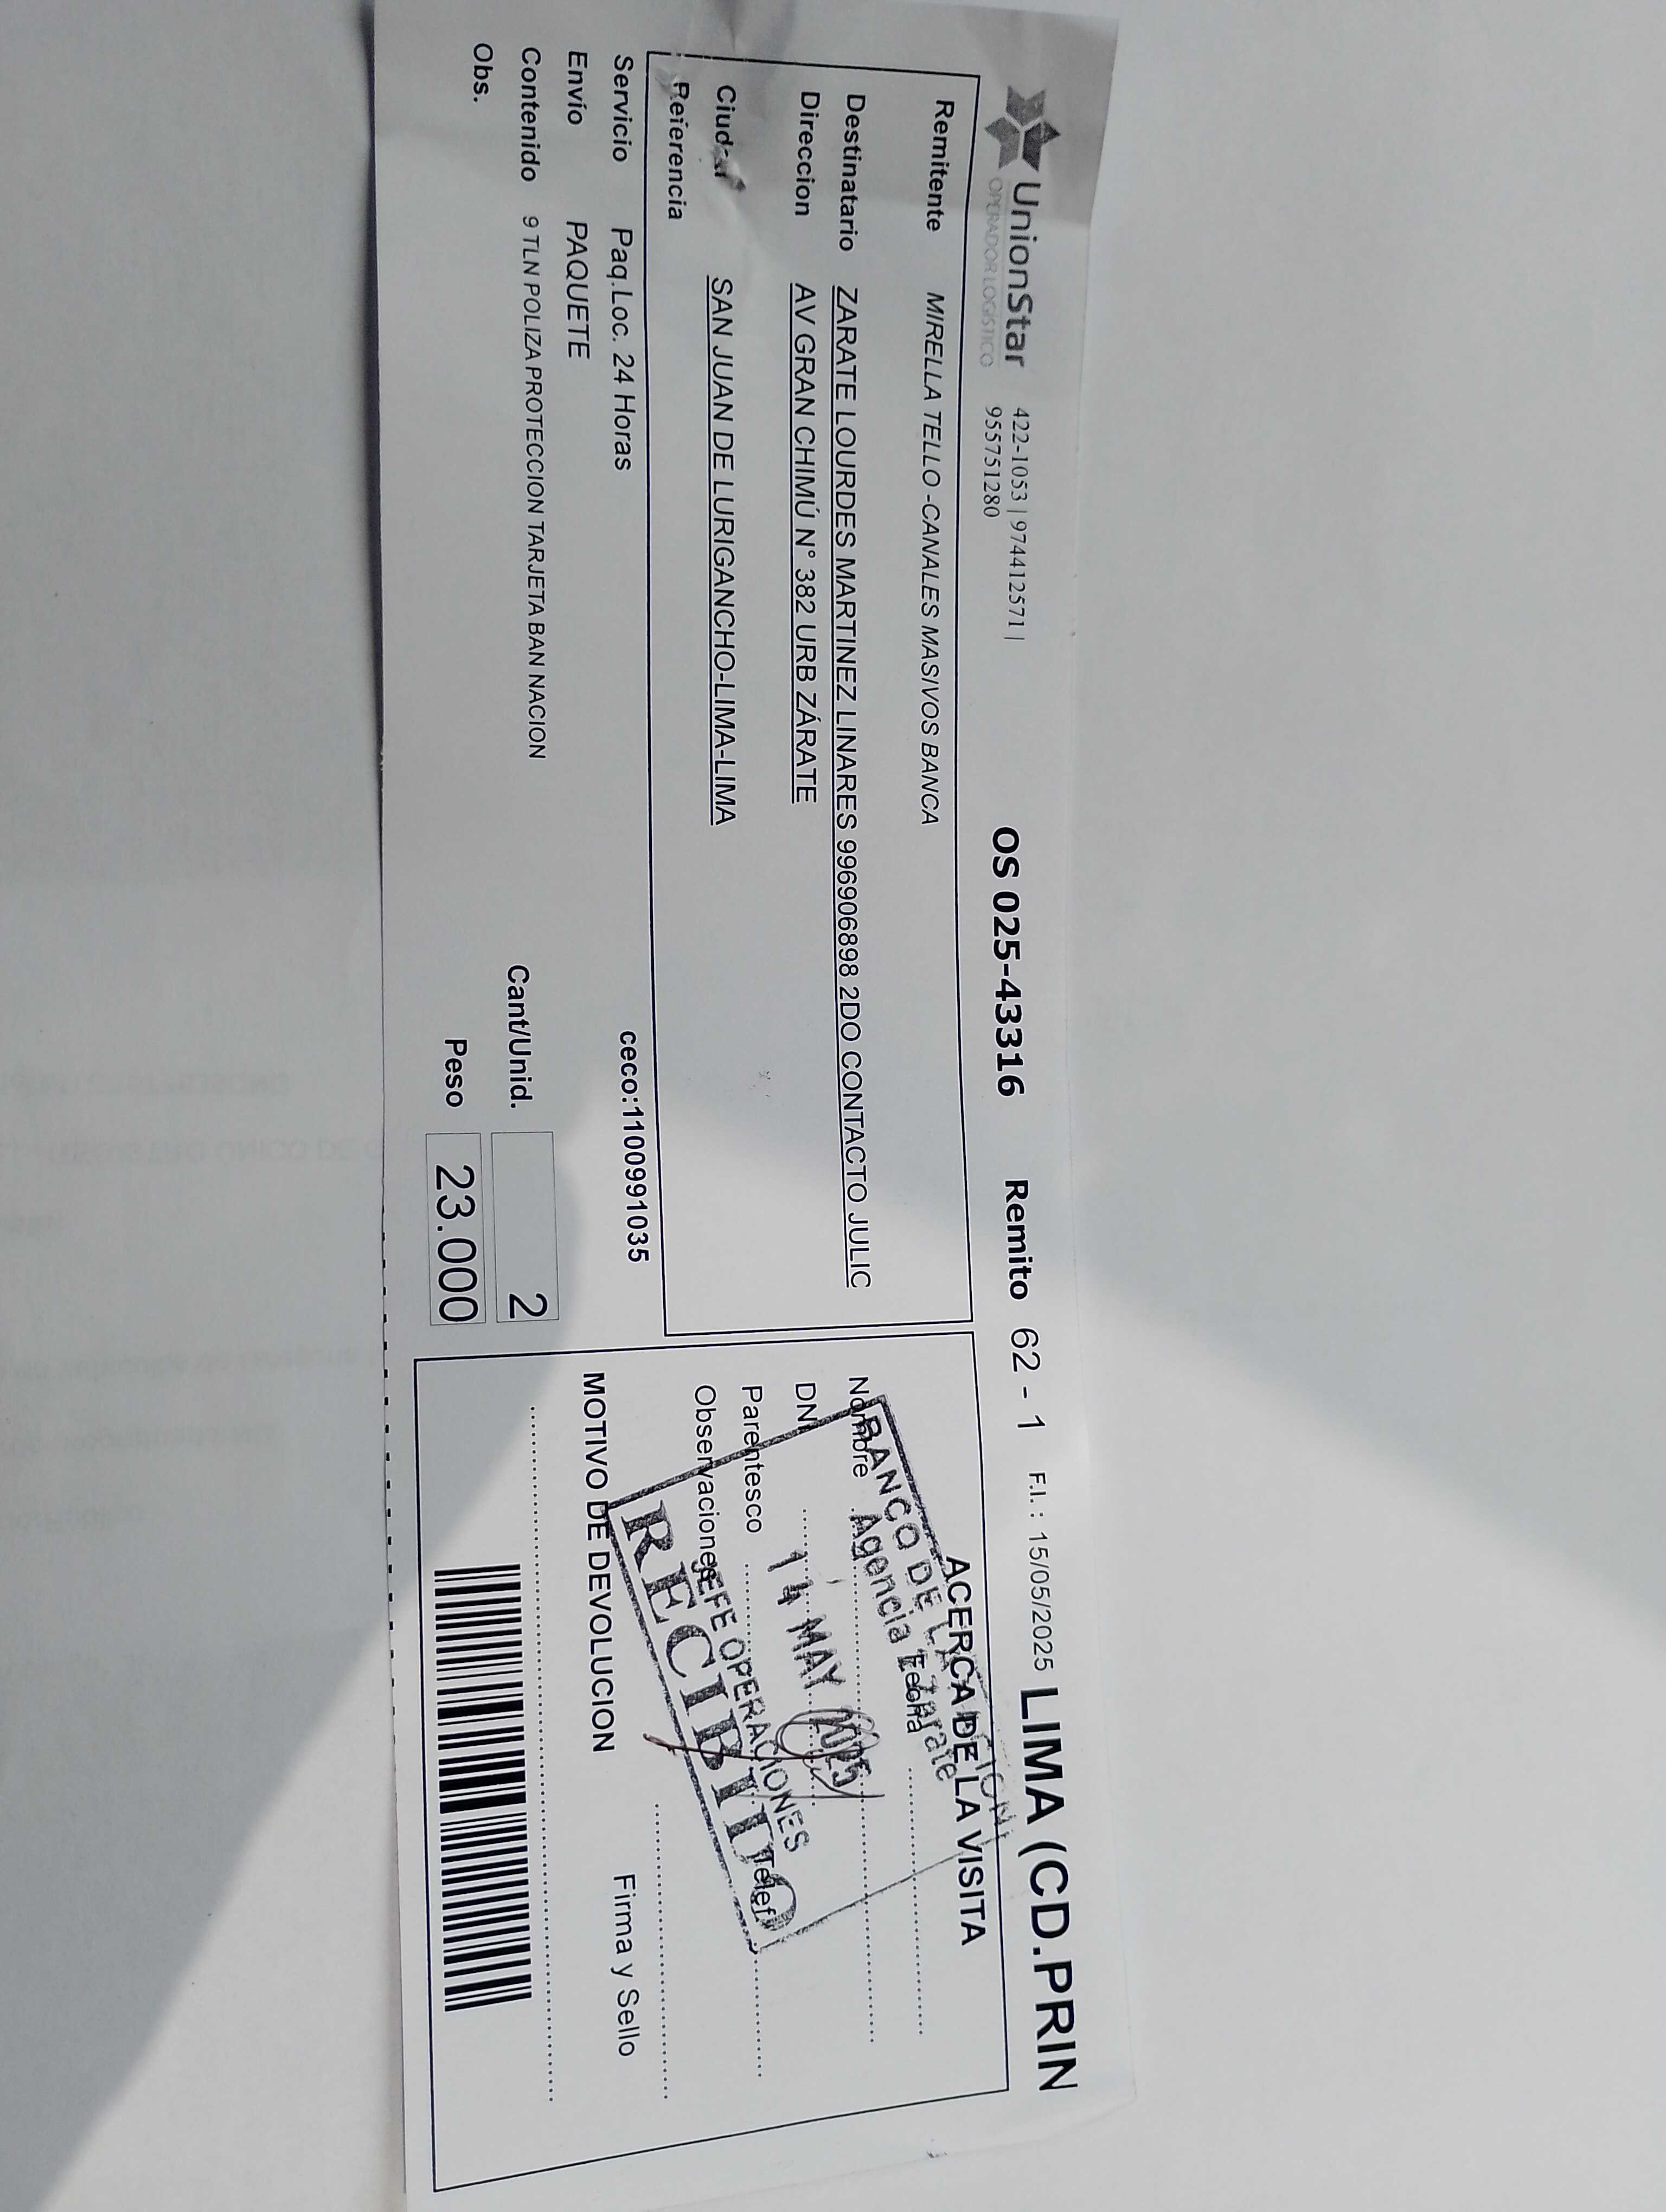 UnionStar
OPERADOR LOGÍSTICO
422-1053 | 974412571 |
955751280
OS 025-43316 Remito 62 - 1 F.I. : 15/05/2025 LIMA (CD.PRIN
Remitente MIRELLA TELLO -CANALES MASIVOS BANCA
Destinatario ZARATE LOURDES MARTINEZ LINARES 996906898 2DO CONTACTO JULIC
Direccion AV GRAN CHIMÚ N° 382 URB ZÁRATE
Ciudad SAN JUAN DE LURIGANCHO-LIMA-LIMA
Referencia
Servicio Paq.Loc. 24 Horas ceco:1100991035
Envío PAQUETE
Contenido 9 TLN POLIZA PROTECCION TARJETA BAN NACION
Cant/Unid. 2
Obs.
Peso 23.000
ACERCA DE LA VISITA
Fecha
Nombre
DNI
Parentesco
Telef
Observaciones
Firma y Sello
MOTIVO DE DEVOLUCION
BANCO DE LA NACION
Agencia Zarate
14 MAY 2025
JEFE OPERACIONES
RECIBIDO